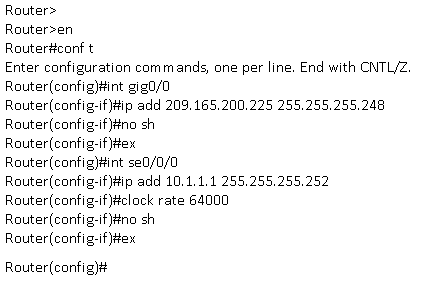 Router>
Router>en
Router#conf t
Enter configuration commands, one per line. End with CNTL/Z.
Router(config)#int gig0/0
Router(config-if)#ip add 209.165.200.225 255.255.255.248
Router(config-if)#no sh
Router(config-if)#ex
Router(config)#int se0/0/0
Router(config-if)#ip add 10.1.1.1 255.255.255.252
Router(config-if)#clock rate 64000
Router(config-if)#no sh
Router(config-if)#ex
Router(config)#